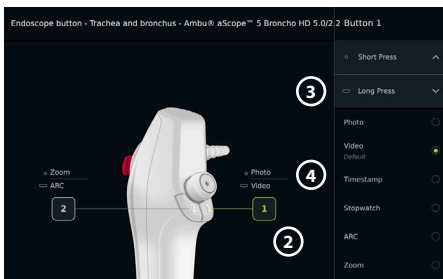 Endoscope button - Trachea and bronchus - Ambu® aScope™ 5 Broncho HD 5.0/2.2
Button 1
Short Press
3
Long Press
Photo
Video
Default
Zoom
ARC
Photo
Video
4
Timestamp
2
1
Stopwatch
2
ARC
Zoom